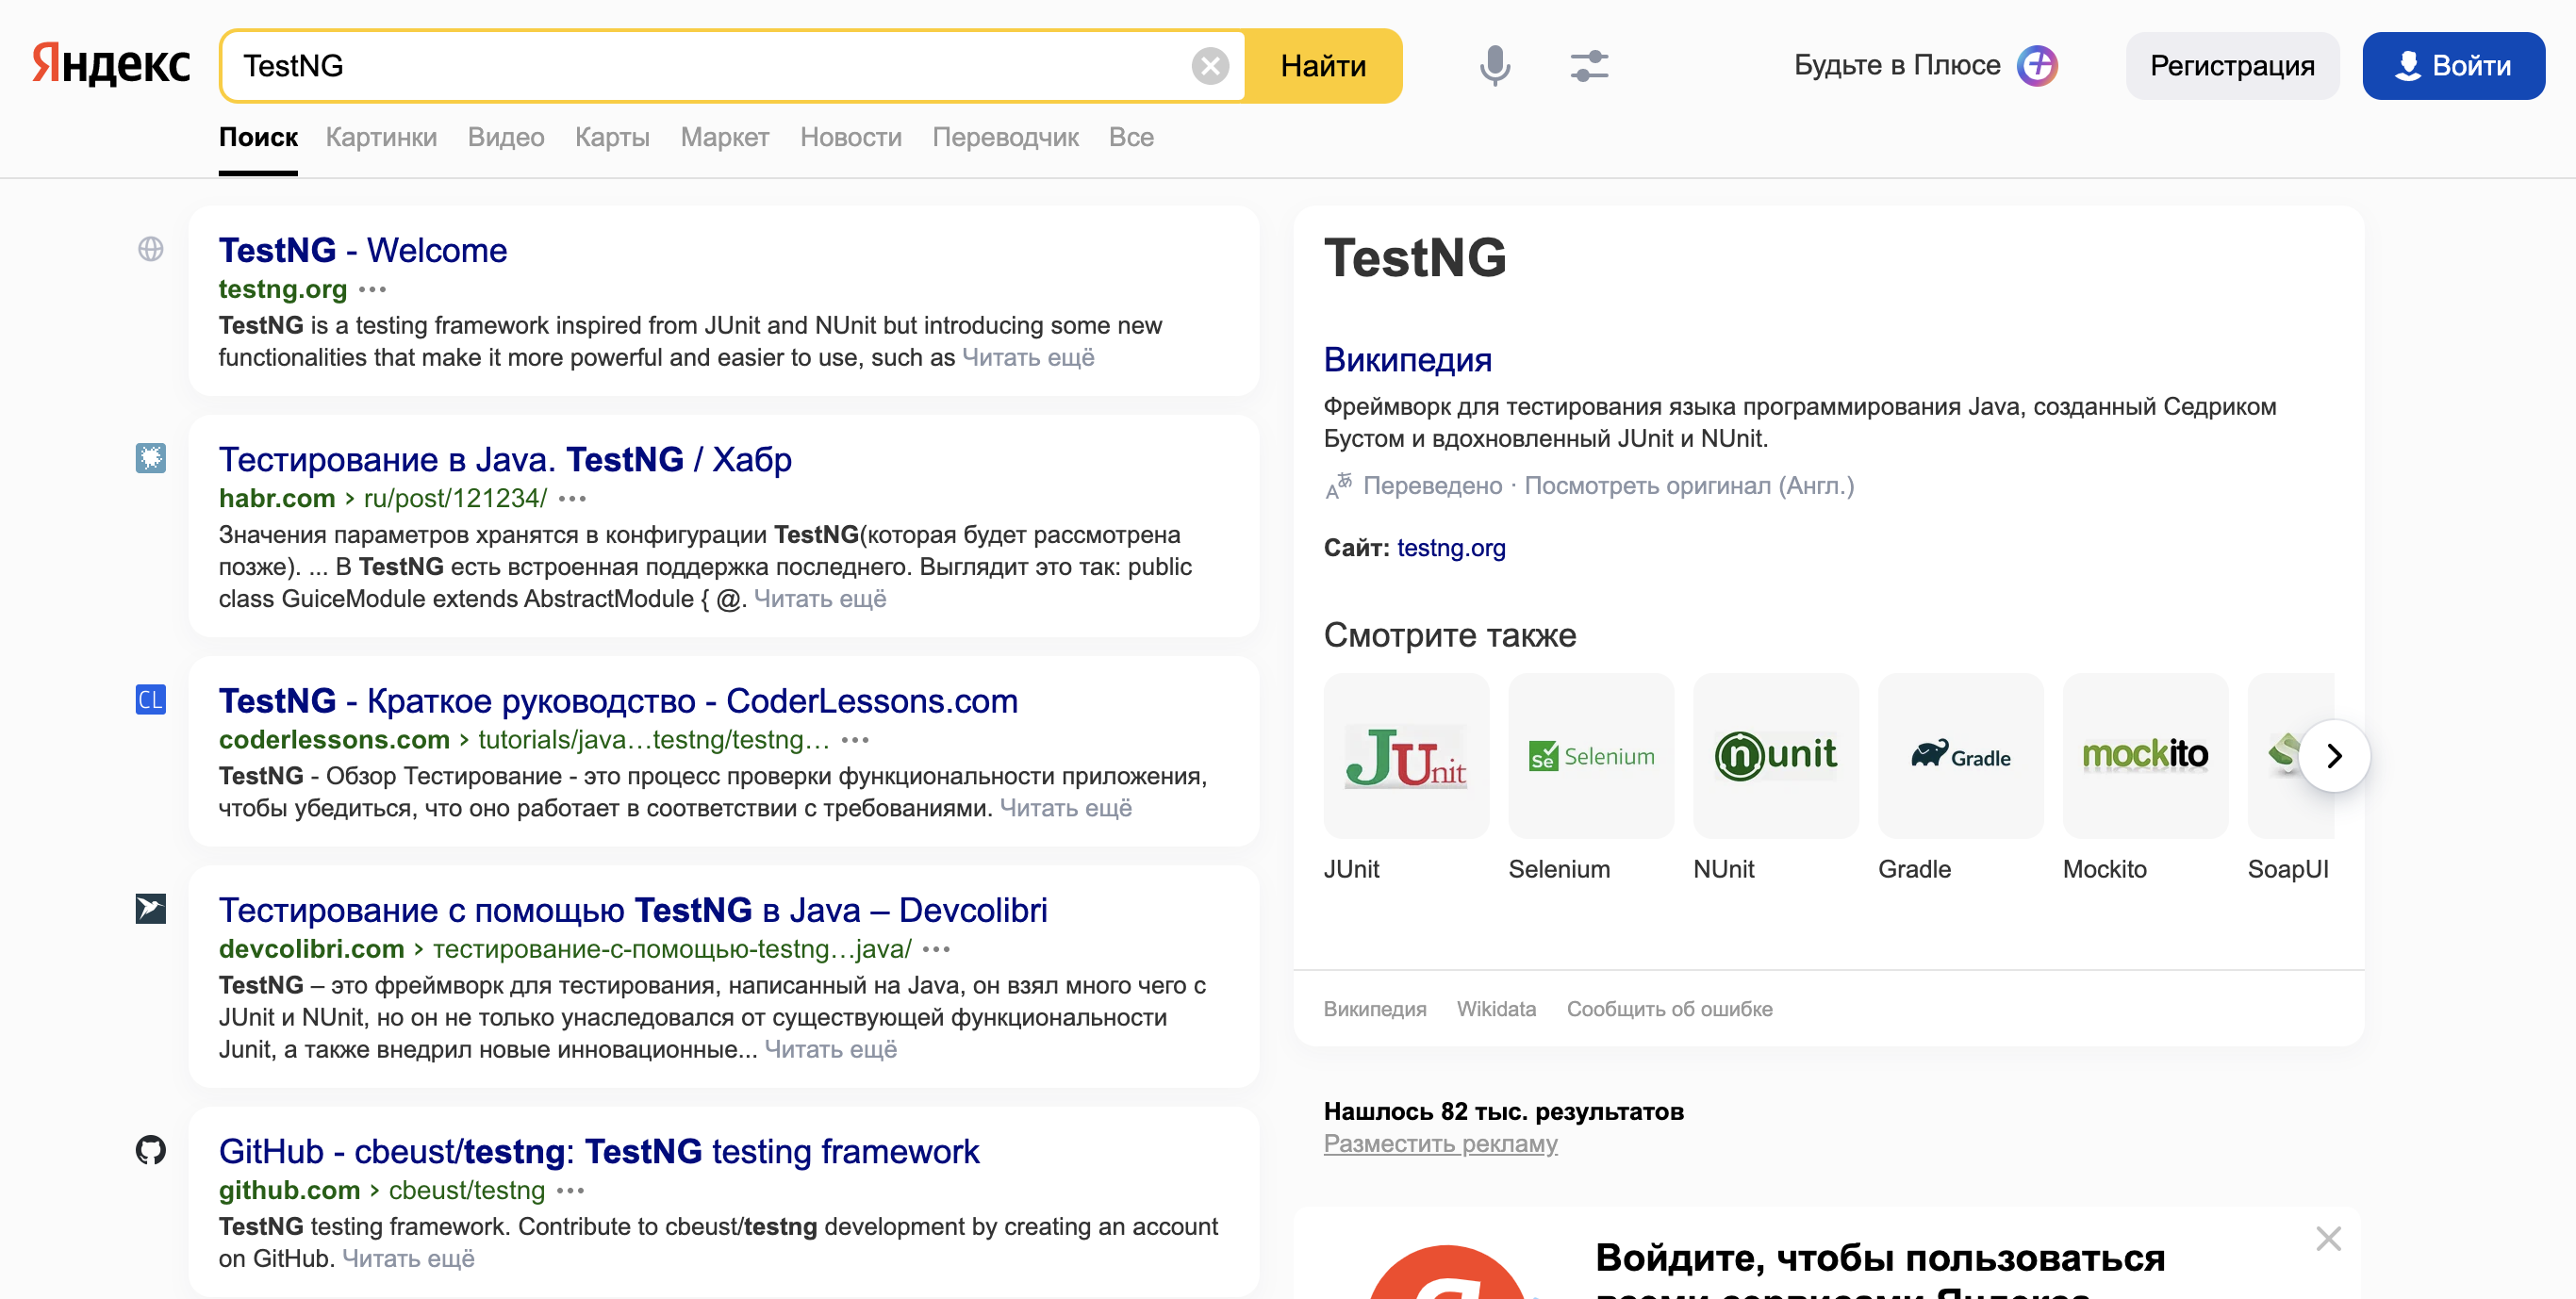 Яндекс
TestNG
Найти
Будьте в Плюсе
Регистрация
Войти
Поиск Картинки Видео Карты Маркет Новости Переводчик Все
TestNG - Welcome
testng.org
TestNG is a testing framework inspired from JUnit and NUnit but introducing some new
functionalities that make it more powerful and easier to use, such as Читать ещё
Тестирование в Java. TestNG / Хабр
habr.com › ru/post/121234/
Значения параметров хранятся в конфигурации TestNG(которая будет рассмотрена
позже). ... В TestNG есть встроенная поддержка последнего. Выглядит это так: public
class GuiceModule extends AbstractModule { @. Читать ещё
CL
TestNG - Краткое руководство - CoderLessons.com
coderlessons.com › tutorials/java…testng/testng…
TestNG - Обзор Тестирование - это процесс проверки функциональности приложения,
чтобы убедиться, что оно работает в соответствии с требованиями. Читать ещё
Тестирование с помощью TestNG в Java – Devcolibri
devcolibri.com › тестирование-с-помощью-testng…java/
TestNG – это фреймворк для тестирования, написанный на Java, он взял много чего с
JUnit и NUnit, но он не только унаследовался от существующей функциональности
Junit, а также внедрил новые инновационные... Читать ещё
GitHub - cbeust/testng: TestNG testing framework
github.com › cbeust/testng
TestNG testing framework. Contribute to cbeust/testng development by creating an account
on GitHub. Читать ещё
TestNG
Википедия
Фреймворк для тестирования языка программирования Java, созданный Седриком
Бустом и вдохновленный JUnit и NUnit.
Переведено · Посмотреть оригинал (Англ.)
Сайт: testng.org
Смотрите также
JUnit
Se Selenium
nunit
Gradle
mockito
JUnit
Selenium
NUnit
Gradle
Mockito
SoapUI
Википедия Wikidata Сообщить об ошибке
Нашлось 82 тыс. результатов
Разместить рекламу
Войдите, чтобы пользоваться
всеми сервисами Яндекса